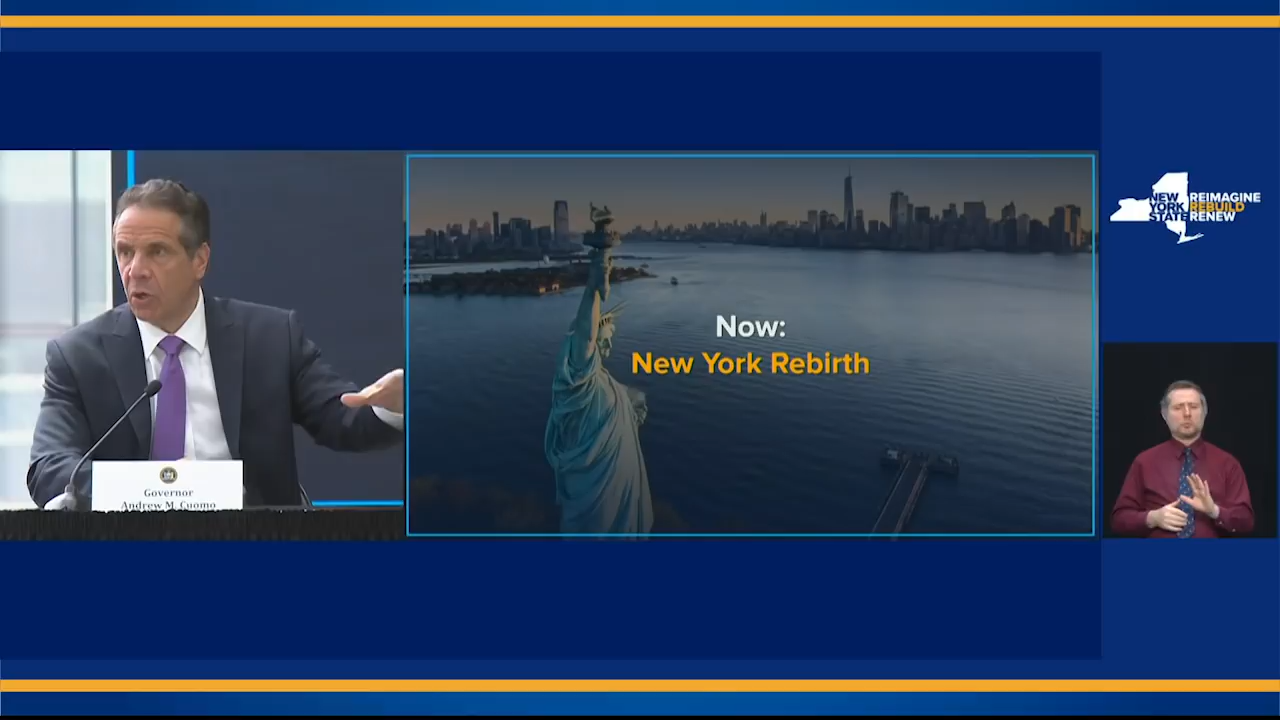 Governor
Andrew M. Cuomo
Now:
New York Rebirth
NEW
YORK
STATE
REIMAGINE
REBUILD
RENEW